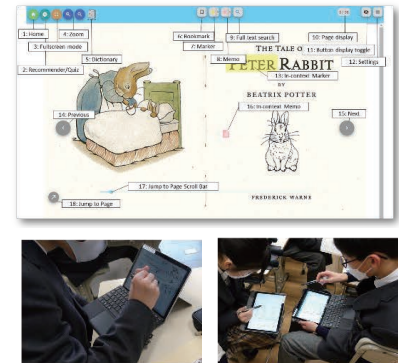 1: Home
4: Zoom
3: Fullscreen mode
2: Recommender/Quiz
5: Dictionary
6: Bookmark
7: Marker
9: Full text search
8: Memo
10: Page display
11: Button display toggle
12: Settings
THE TALE O
PETER RABBIT
13: In-context Marker
BY
BEATRIX POTTER
16: In-context Memo
14: Previous
15: Next
17: Jump to Page Scroll Bar
18: Jump to Page
FREDERICK WARNE